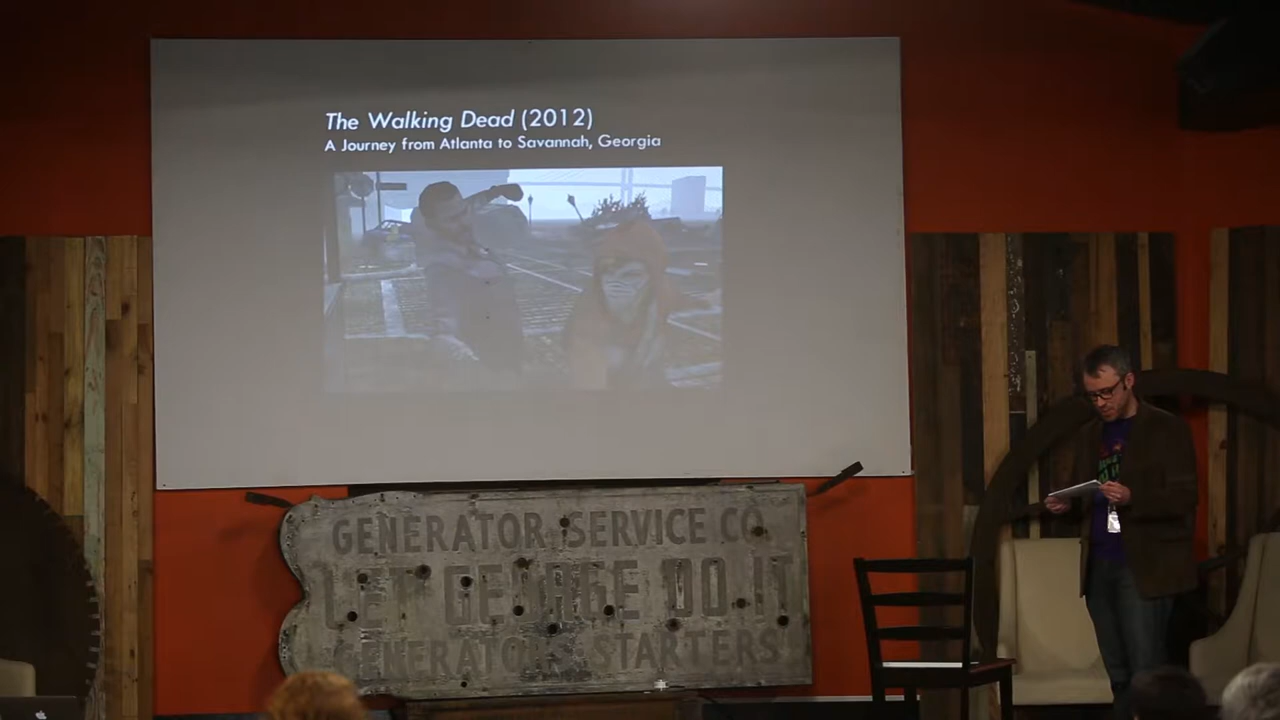 The Walking Dead (2012)
A Journey from Atlanta to Savannah, Georgia
GENERATOR SERVICE CO.
LET GEORGE DO IT
GENERATORS STARTERS